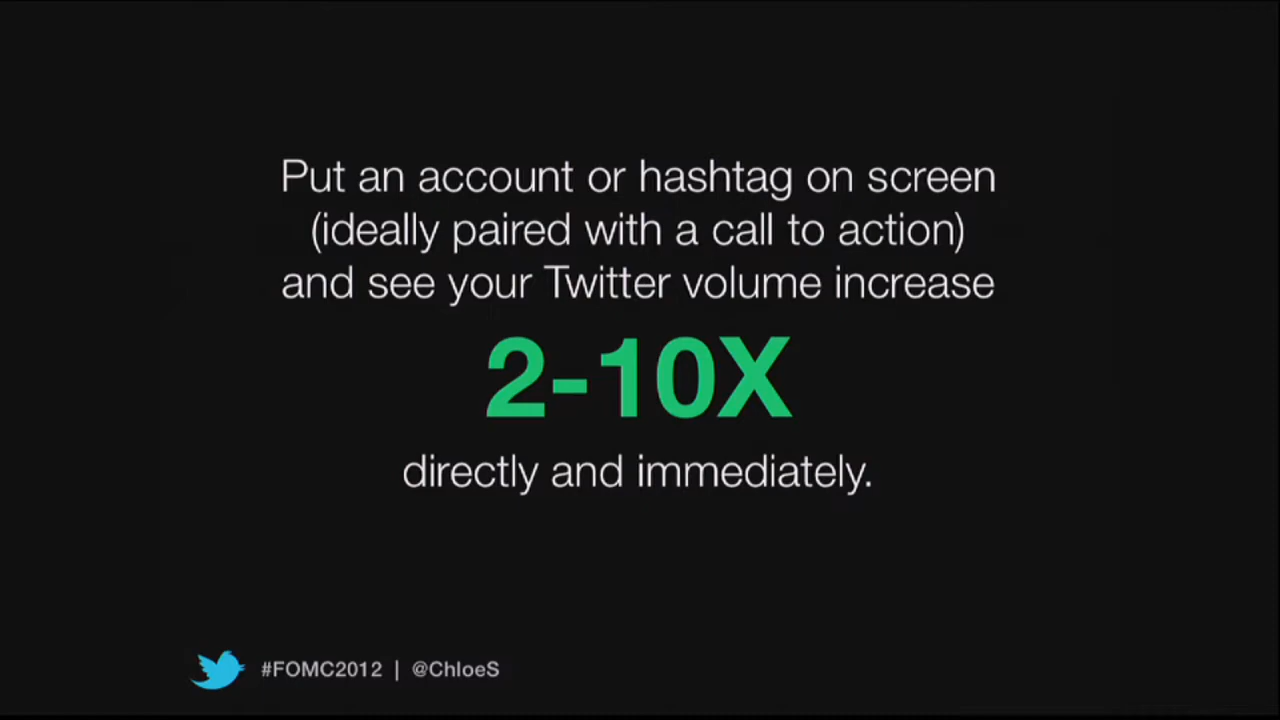 Put an account or hashtag on screen
(ideally paired with a call to action)
and see your Twitter volume increase
2-10X
directly and immediately.
#FOMC2012 | @ChloeS